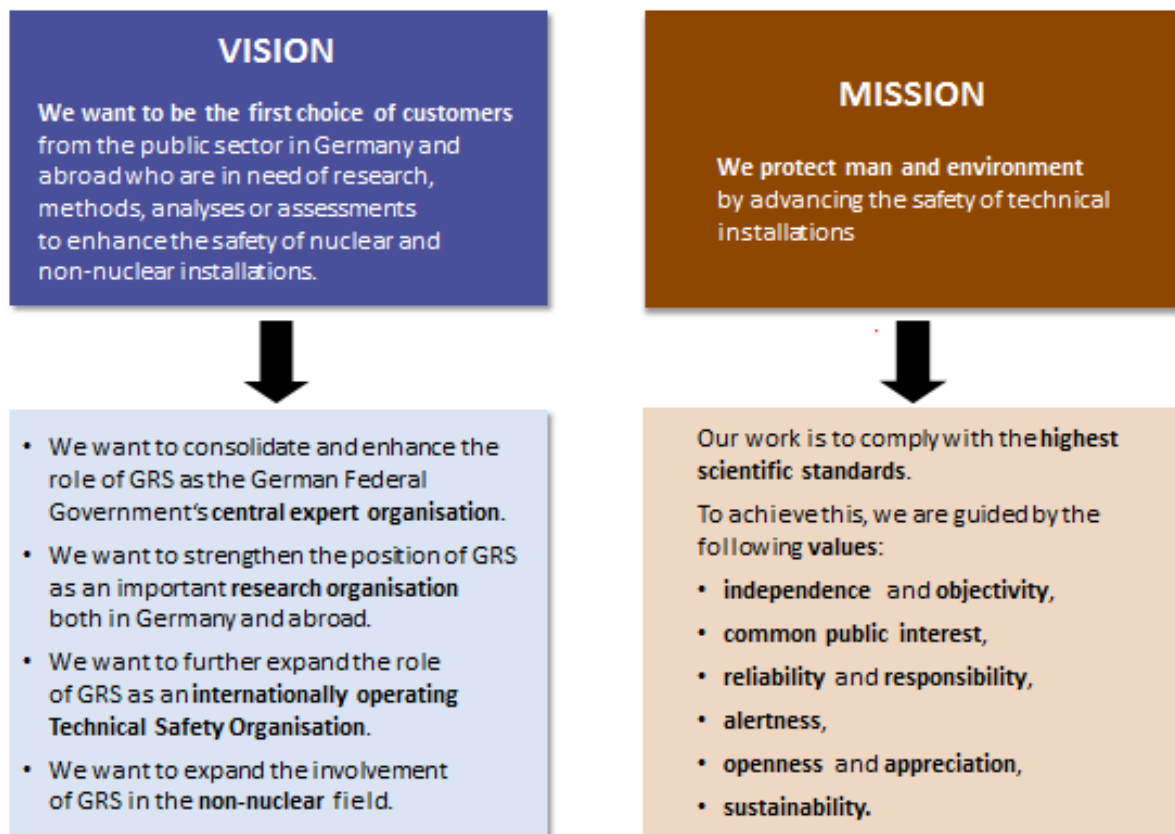 VISION
We want to be the first choice of customers
from the public sector in Germany and
abroad who are in need of research,
methods, analyses or assessments
to enhance the safety of nuclear and
non-nuclear installations.
• We want to consolidate and enhance the
role of GRS as the German Federal
Government‘s central expert organisation.
• We want to strengthen the position of GRS
as an important research organisation
both in Germany and abroad.
• We want to further expand the role
of GRS as an internationally operating
Technical Safety Organisation.
• We want to expand the involvement
of GRS in the non-nuclear field.
MISSION
We protect man and environment
by advancing the safety of technical
installations
Our work is to comply with the highest
scientific standards.
To achieve this, we are guided by the
following values:
• independence and objectivity,
• common public interest,
• reliability and responsibility,
• alertness,
• openness and appreciation,
• sustainability.